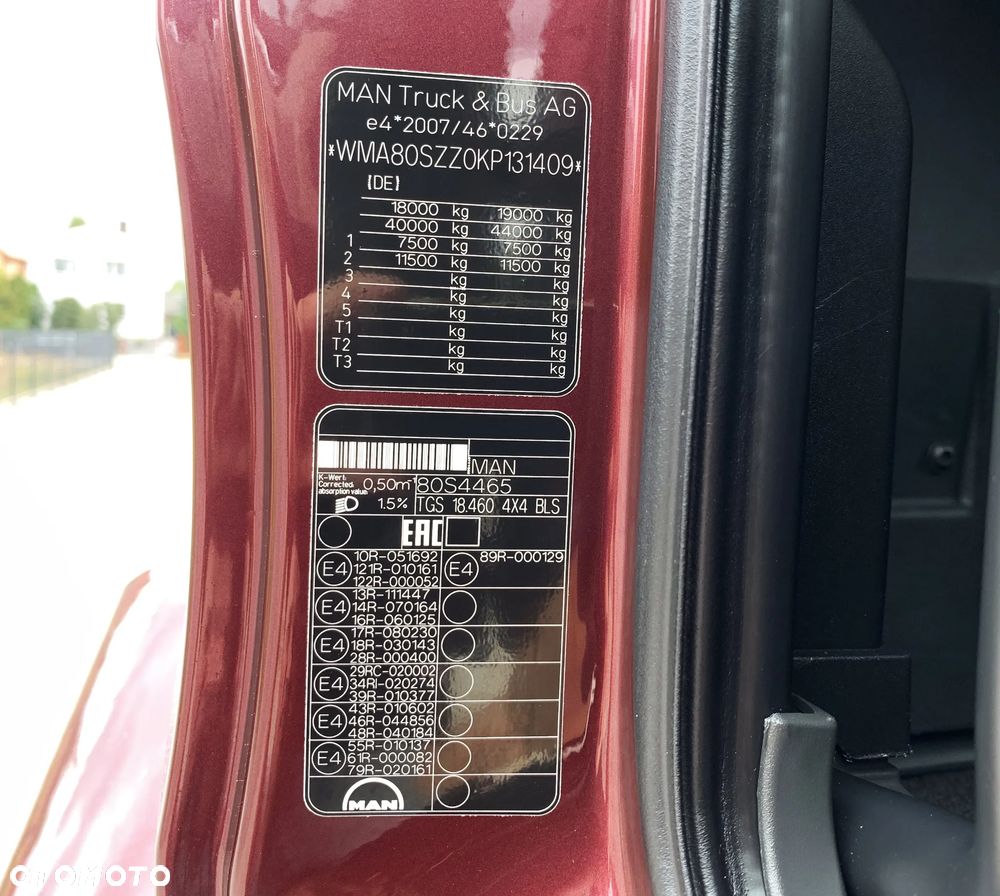 MAN Truck & Bus AG
e4*2007/46*0229
*WMA80SZZ0KP131409*
(DE)
18000 kg 19000 kg
40000 kg 44000 kg
1 7500 kg 7500 kg
2 11500 kg 11500 kg
3 kg kg
4 kg kg
5 kg kg
T1 kg kg
T2 kg kg
T3 kg kg
MAN
K-Wert:
Corrected
absorption value:
0,50m⁻¹ 80S4465
1.5% TGS 18.460 4X4 BLS
EAC
E4 10R-051692 E4 89R-000129
121R-010161
122R-000052
13R-111447
E4 14R-070164
16R-060125
17R-080230
E4 18R-030143
28R-000400
29RC-020002
E4 34RI-020274
39R-010377
43R-010602
E4 46R-044856
48R-040184
55R-010137
E4 61R-000082
79R-020161
MAN
OTOMOTO